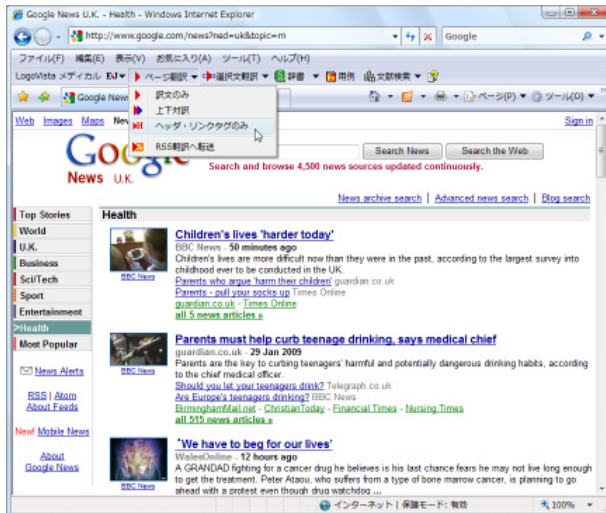 Google News U.K. - Health - Windows Internet Explorer
http://www.google.com/news?ned=uk&topic=m
Google
ファイル(F) 編集(E) 表示(V) お気に入り(A) ツール(T) ヘルプ(H)
LogoVista メディカル EJ ページ翻訳 選択文翻訳 辞書 用例 文献検索
Google News
ページ(P) ツール(O)
訳文のみ
上下対訳
ヘッダ・リンクタグのみ
RSS翻訳へ転送
Web Images Maps New
Sign in
Google
News U.K.
Search News Search the Web
Search and browse 4,500 news sources updated continuously.
News archive search | Advanced news search | Blog search
Top Stories
World
U.K.
Business
Sci/Tech
Sport
Entertainment
>Health
Most Popular
News Alerts
RSS | Atom
About Feeds
New! Mobile News
About
Google News
Health
Children's lives 'harder today'
BBC News - 50 minutes ago
Children's lives are more difficult now than they were in the past, according to the largest survey into
childhood ever to be conducted in the UK.
Parents who argue 'harm their children' guardian.co.uk
Parents - pull your socks up Times Online
guardian.co.uk - Times Online
all 5 news articles »
BBC News
Parents must help curb teenage drinking, says medical chief
guardian.co.uk - 29 Jan 2009
Parents are the key to curbing teenagers' harmful and potentially dangerous drinking habits, according
to the chief medical officer.
Should you let your teenagers drink? Telegraph.co.uk
Are Europe's teenagers drinking? BBC News
BirminghamMail.net - ChristianToday - Financial Times - Nursing Times
all 515 news articles »
BBC News
'We have to beg for our lives'
WalesOnline - 12 hours ago
A GRANDAD fighting for a cancer drug he believes is his last chance fears he may not live long enough
to get the treatment. Peter Ataou, who suffers from a type of bone marrow cancer, is planning to go
ahead with a protest even though drug watchdog ...
BBC News
インターネット | 保護モード: 有効
100%